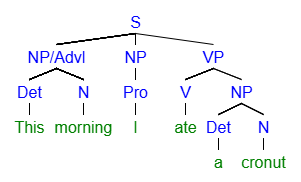 S
NP/Advl NP VP
Det N Pro V NP
This morning I ate Det N
a cronut